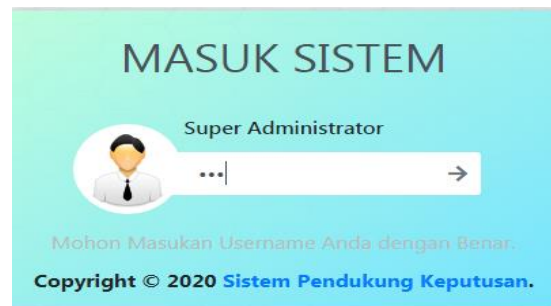 MASUK SISTEM
Super Administrator
•••
Mohon Masukan Username Anda dengan Benar.
Copyright © 2020 Sistem Pendukung Keputusan.